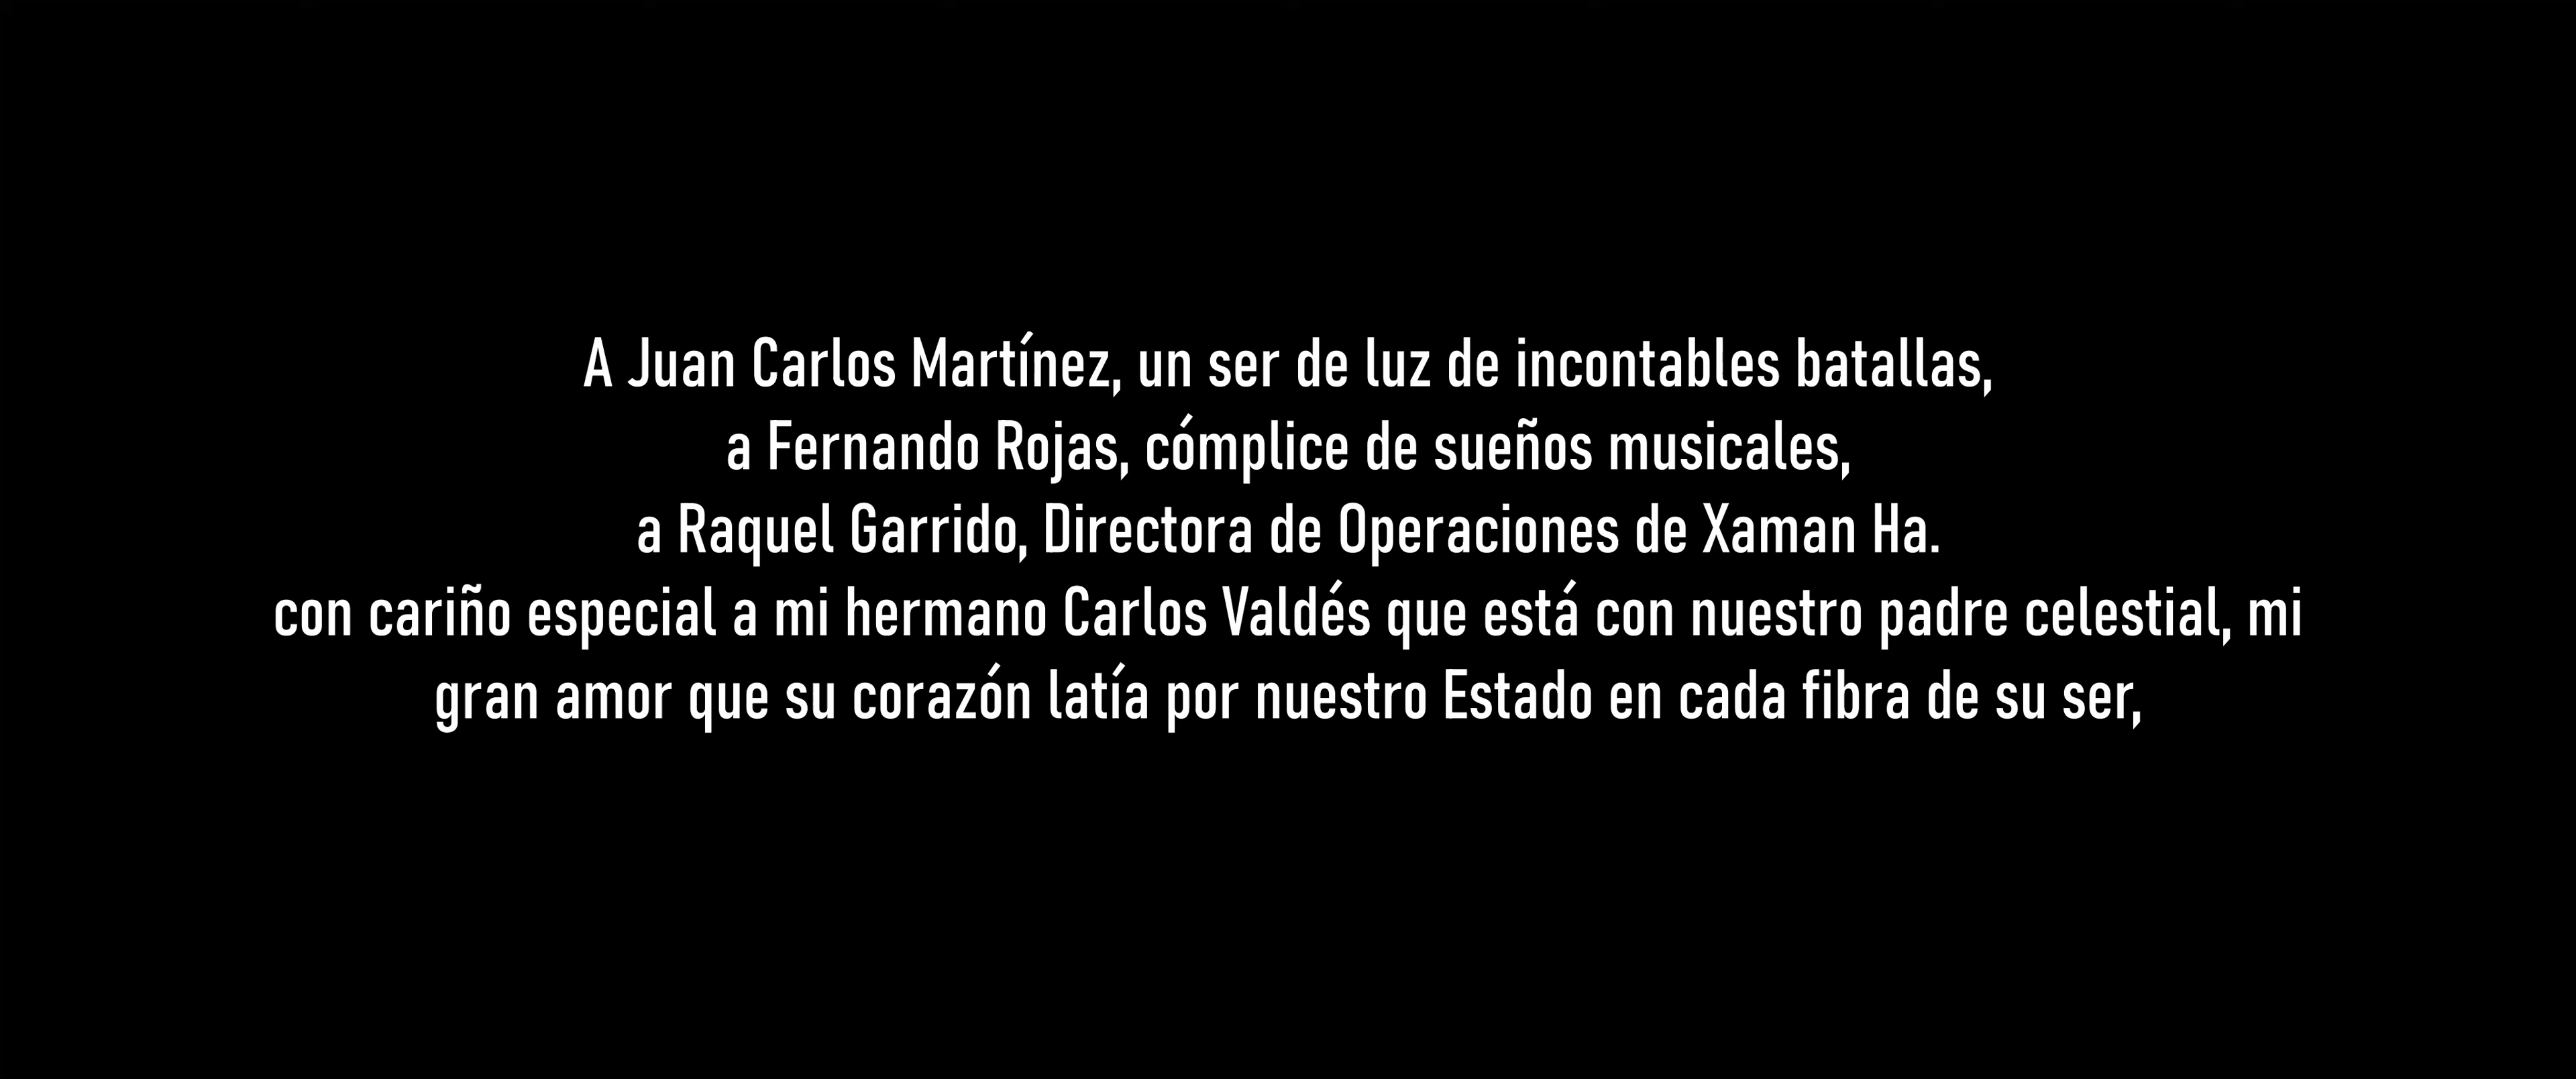 A Juan Carlos Martínez, un ser de luz de incontables batallas,
a Fernando Rojas, cómplice de sueños musicales,
a Raquel Garrido, Directora de Operaciones de Xaman Ha.
con cariño especial a mi hermano Carlos Valdés que está con nuestro padre celestial, mi
gran amor que su corazón latía por nuestro Estado en cada fibra de su ser,